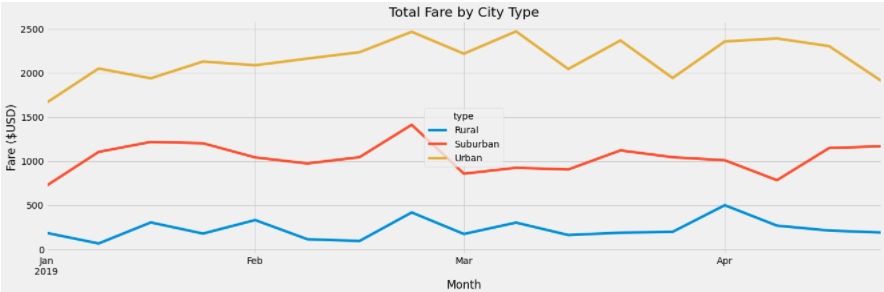 Total Fare by City Type
Fare ($USD)
2500
2000
1500
1000
500
0
type
Rural
Suburban
Urban
Jan Feb Mar Apr
2019
Month